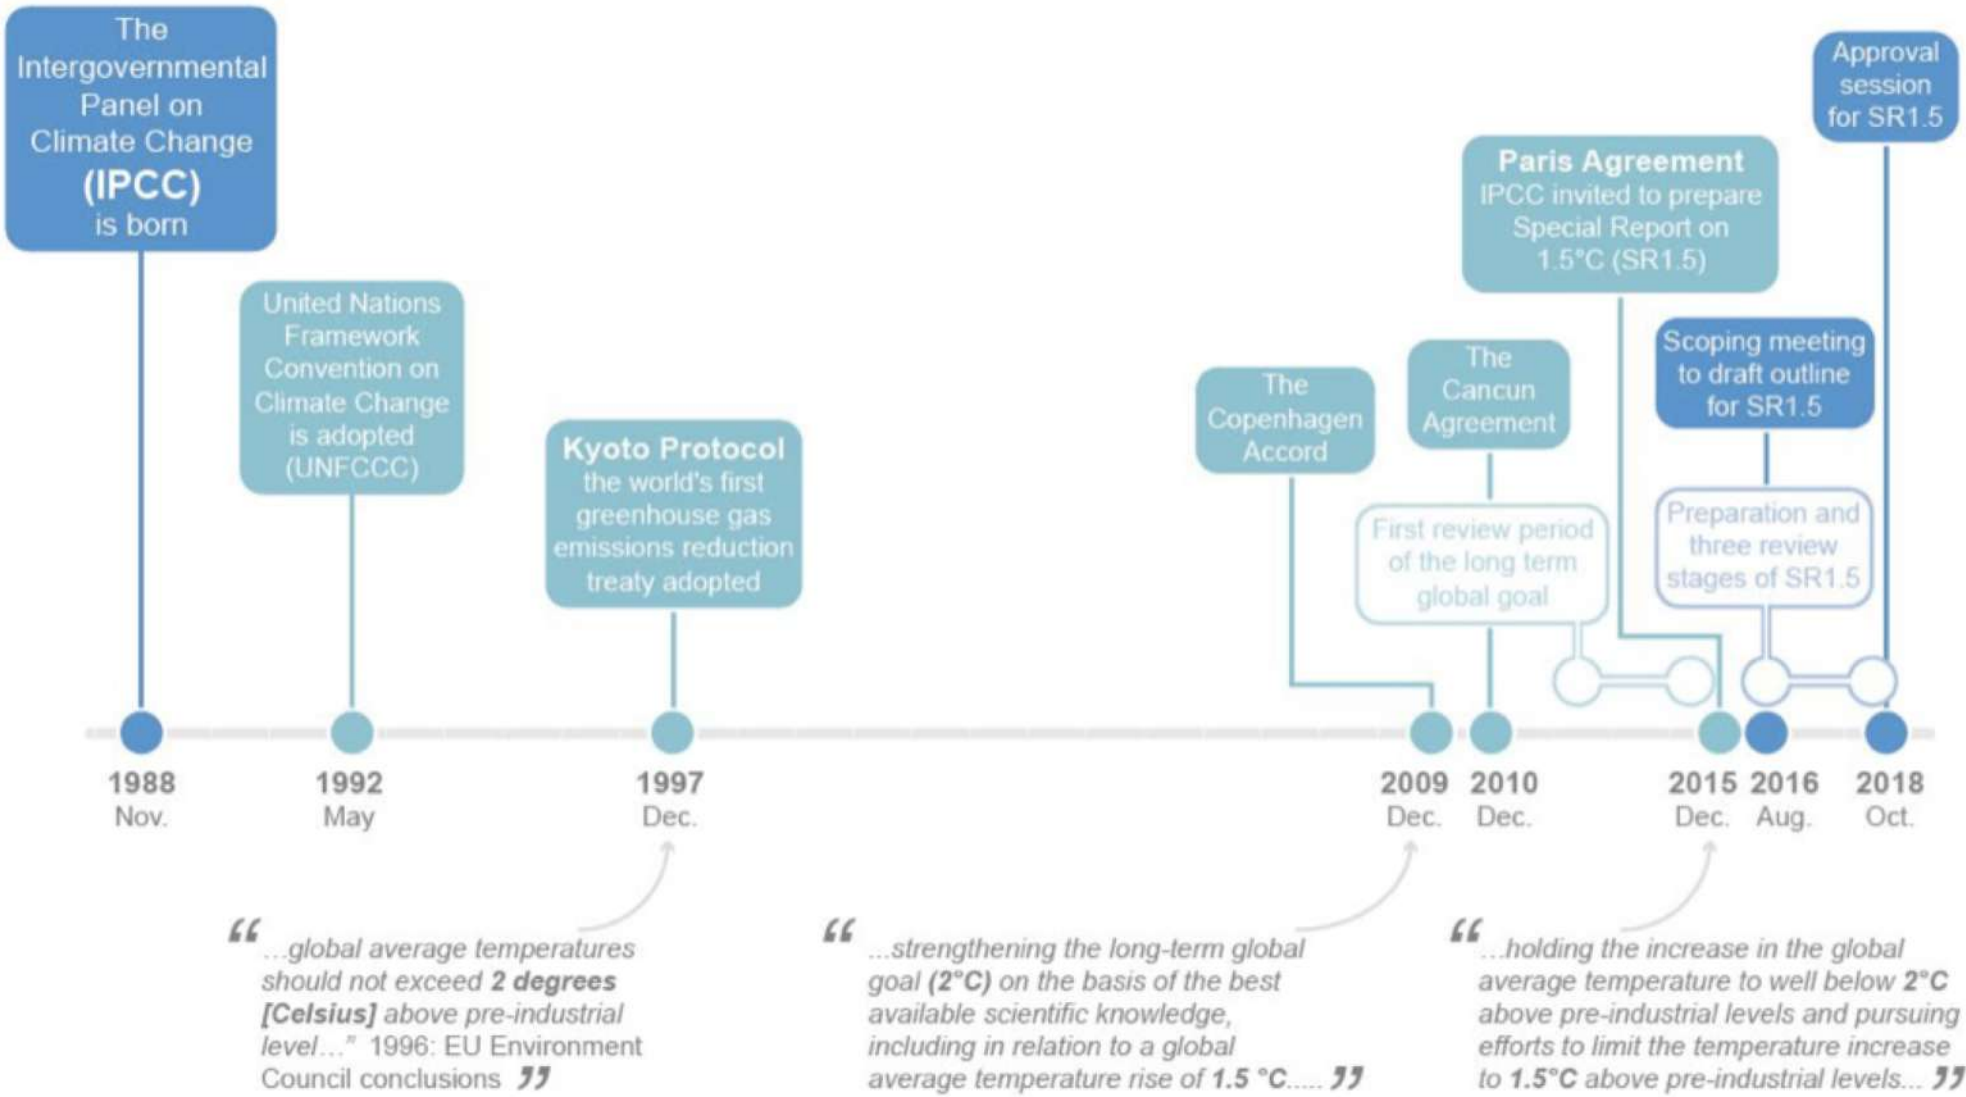 The
Intergovernmental
Panel on
Climate Change
(IPCC)
is born
United Nations
Framework
Convention on
Climate Change
is adopted
(UNFCCC)
Kyoto Protocol
the world's first
greenhouse gas
emissions reduction
treaty adopted
The
Copenhagen
Accord
The
Cancun
Agreement
First review period
of the long term
global goal
Paris Agreement
IPCC invited to prepare
Special Report on
1.5°C (SR1.5)
Scoping meeting
to draft outline
for SR1.5
Preparation and
three review
stages of SR1.5
Approval
session
for SR1.5
1988
Nov.
1992
May
1997
Dec.
2009
Dec.
2010
Dec.
2015
Dec.
2016
Aug.
2018
Oct.
“ ...global average temperatures
should not exceed 2 degrees
[Celsius] above pre-industrial
level...” 1996: EU Environment
Council conclusions ”
“ ...strengthening the long-term global
goal (2°C) on the basis of the best
available scientific knowledge,
including in relation to a global
average temperature rise of 1.5 °C..... ”
“ ...holding the increase in the global
average temperature to well below 2°C
above pre-industrial levels and pursuing
efforts to limit the temperature increase
to 1.5°C above pre-industrial levels... ”